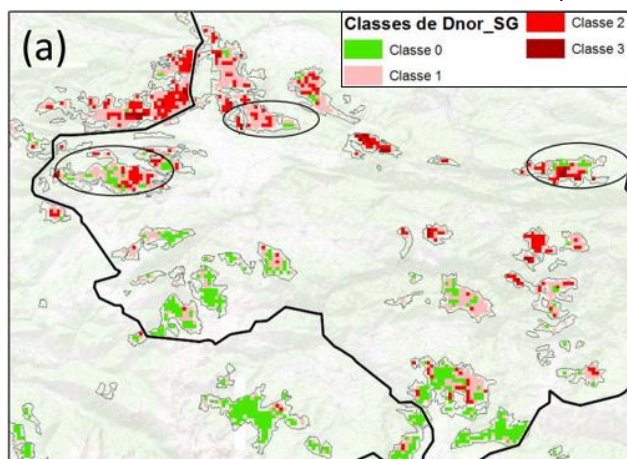 (a)
Classes de Dnor_SG
Classe 0
Classe 1
Classe 2
Classe 3